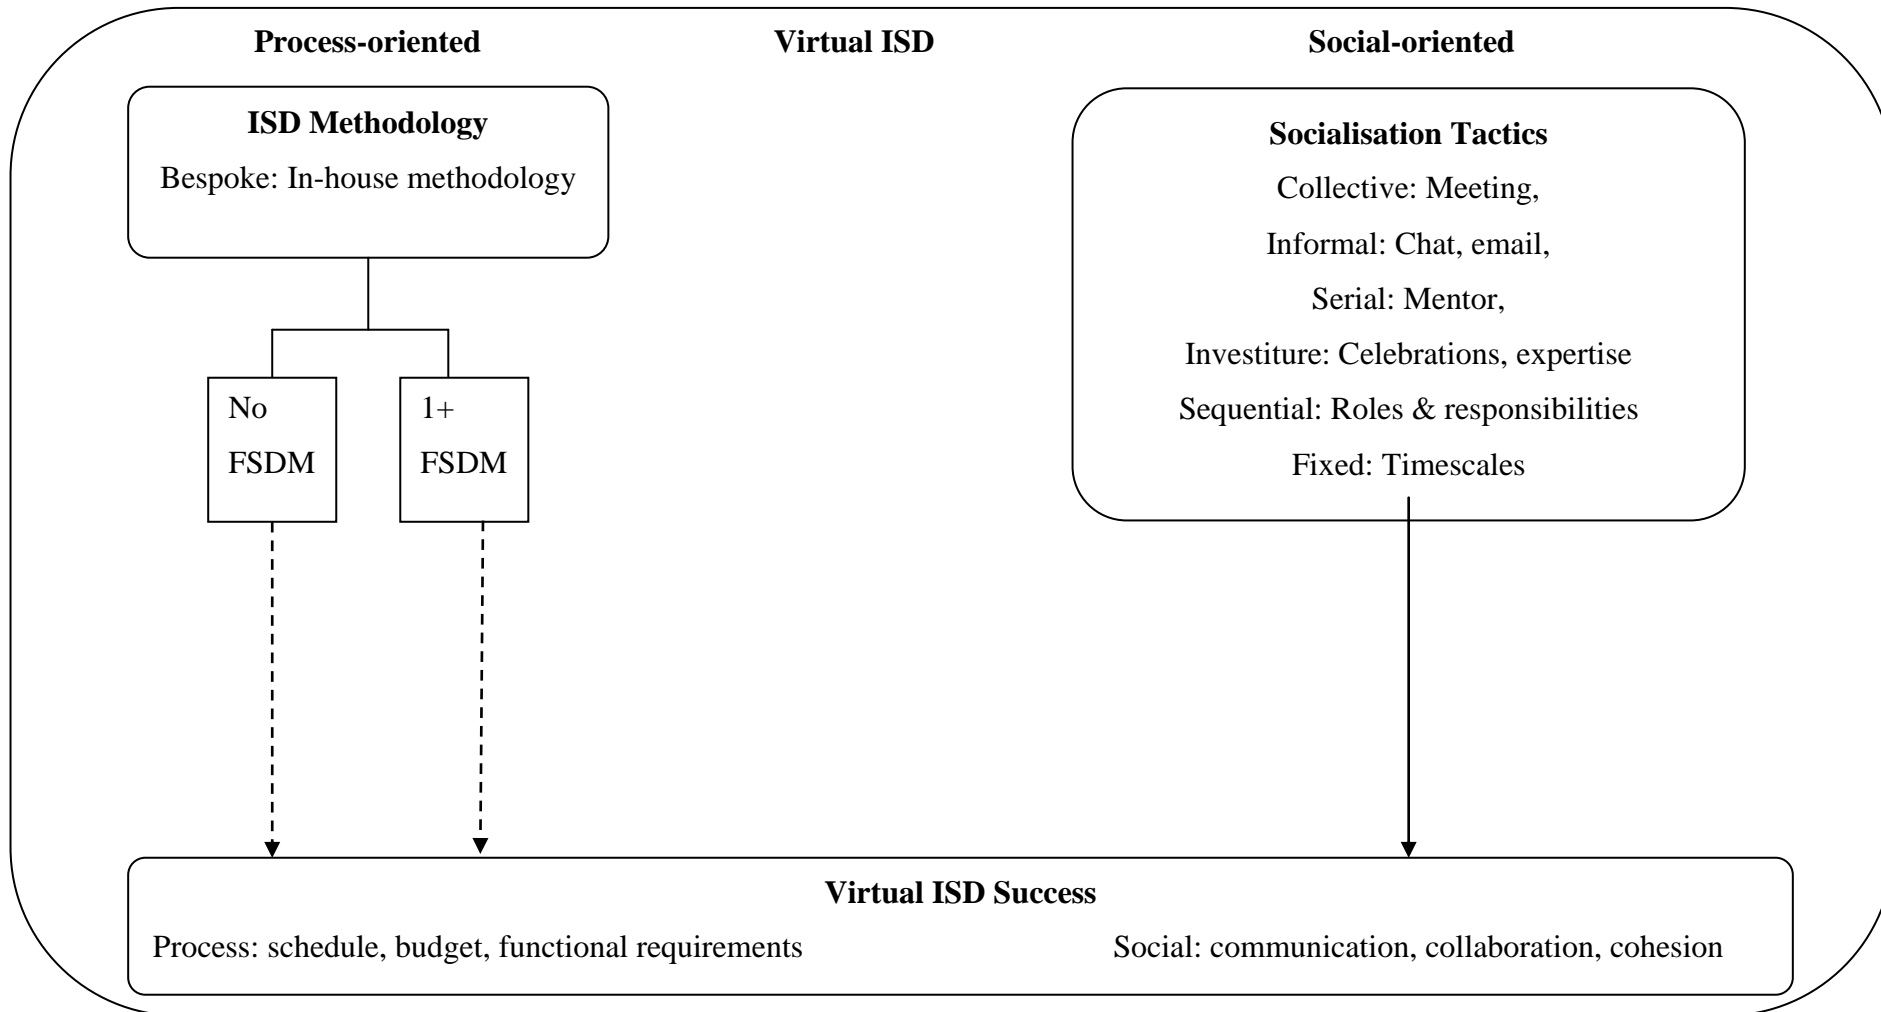 Process-oriented
Virtual ISD
Social-oriented
ISD Methodology
Bespoke: In-house methodology
No
FSDM
1+
FSDM
Socialisation Tactics
Collective: Meeting,
Informal: Chat, email,
Serial: Mentor,
Investiture: Celebrations, expertise
Sequential: Roles & responsibilities
Fixed: Timescales
Virtual ISD Success
Process: schedule, budget, functional requirements
Social: communication, collaboration, cohesion